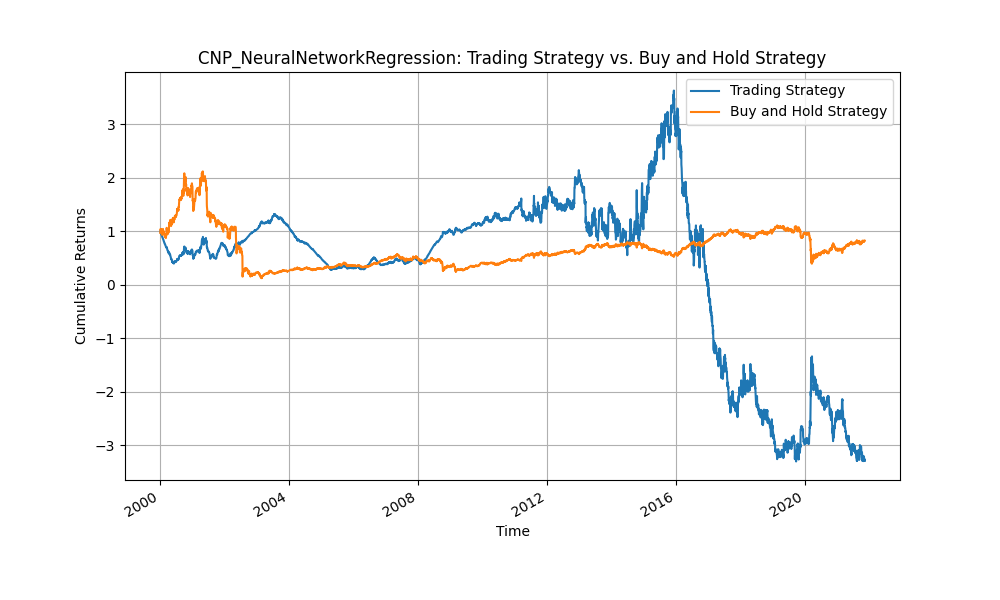 CNP_NeuralNetworkRegression: Trading Strategy vs. Buy and Hold Strategy
Trading Strategy
Buy and Hold Strategy
Cumulative Returns
3
2
1
0
−1
−2
−3
2000
2004
2008
2012
2016
2020
Time